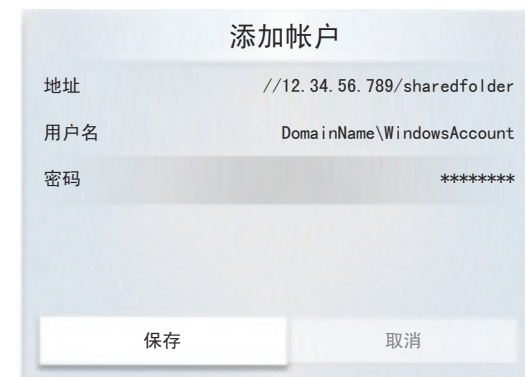 添加帐户
地址 //12.34.56.789/sharedfolder
用户名 DomainName\WindowsAccount
密码 ********
保存 取消